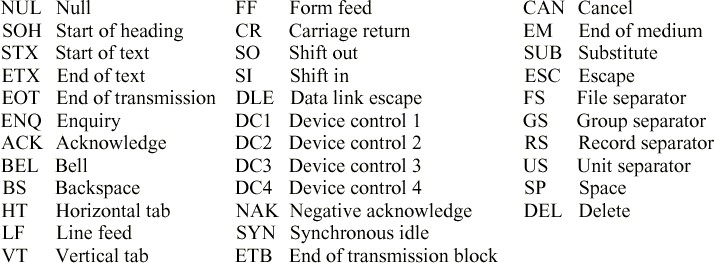 NUL Null
SOH Start of heading
STX Start of text
ETX End of text
EOT End of transmission
ENQ Enquiry
ACK Acknowledge
BEL Bell
BS Backspace
HT Horizontal tab
LF Line feed
VT Vertical tab
FF Form feed
CR Carriage return
SO Shift out
SI Shift in
DLE Data link escape
DC1 Device control 1
DC2 Device control 2
DC3 Device control 3
DC4 Device control 4
NAK Negative acknowledge
SYN Synchronous idle
ETB End of transmission block
CAN Cancel
EM End of medium
SUB Substitute
ESC Escape
FS File separator
GS Group separator
RS Record separator
US Unit separator
SP Space
DEL Delete